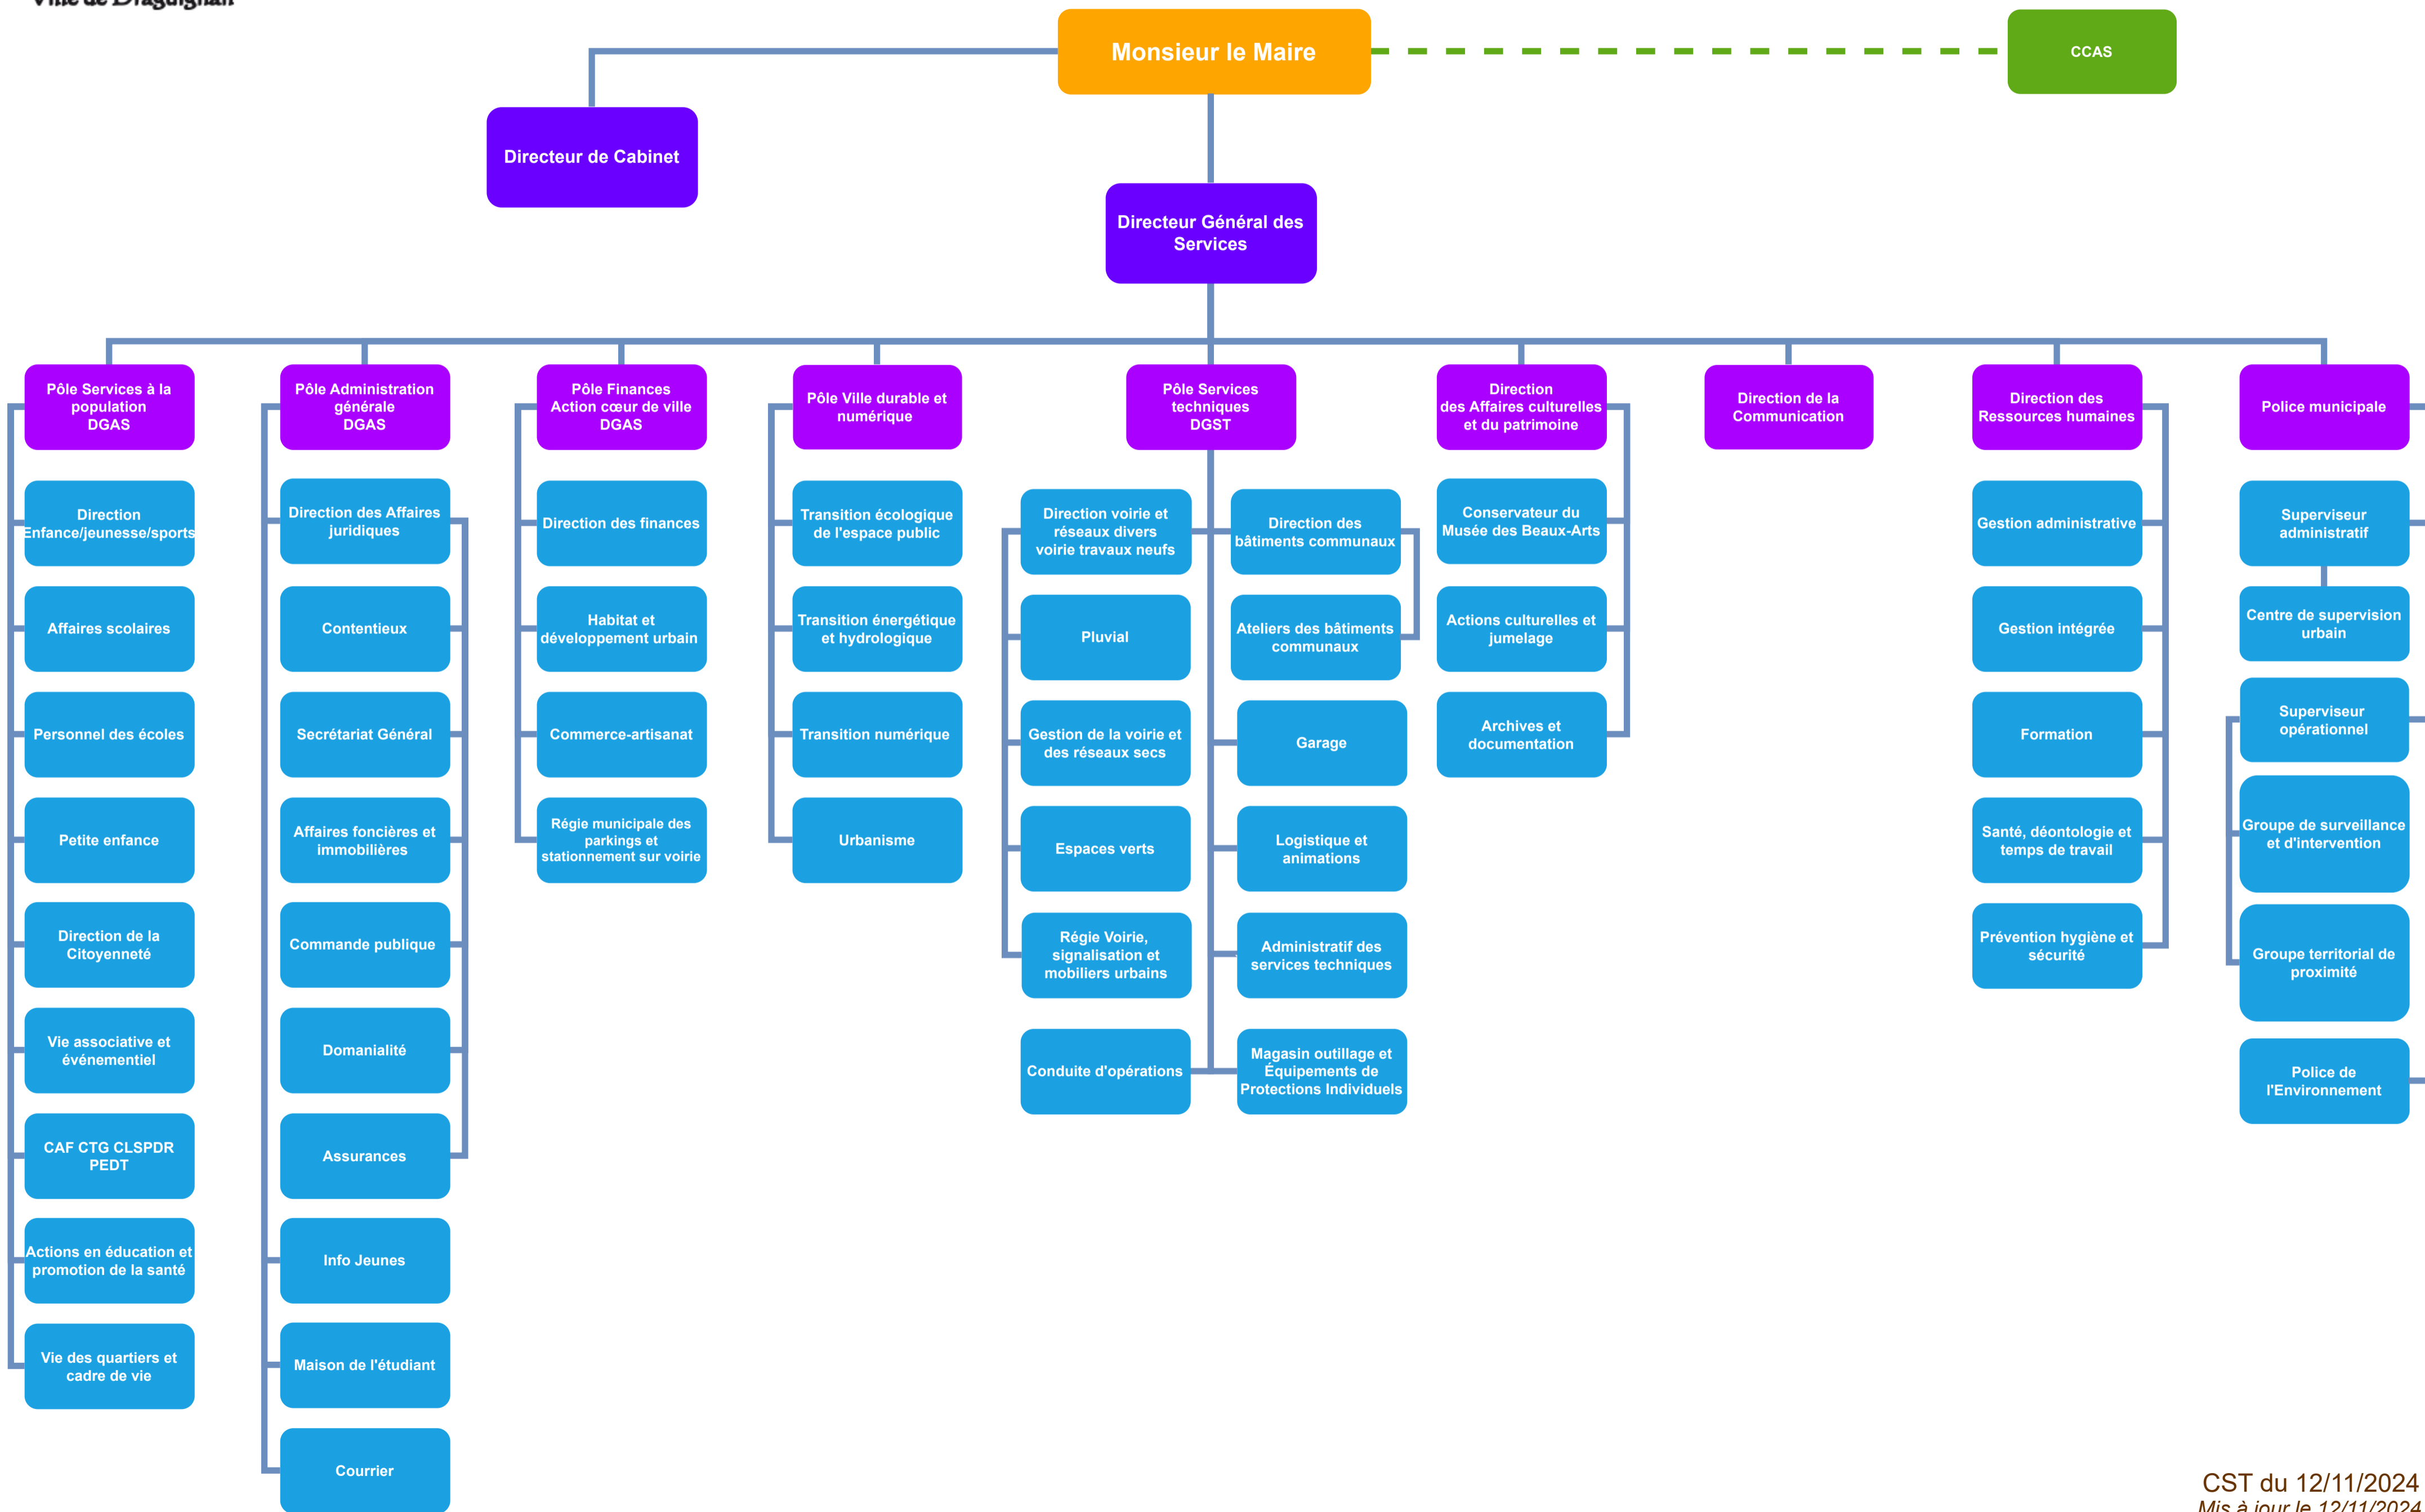 Ville de Draguignan
Monsieur le Maire
CCAS
Directeur de Cabinet
Directeur Général des
Services
Pôle Services à la
population
DGAS
Pôle Administration
générale
DGAS
Pôle Finances
Action cœur de ville
DGAS
Pôle Ville durable et
numérique
Pôle Services
techniques
DGST
Direction
des Affaires culturelles
et du patrimoine
Direction de la
Communication
Direction des
Ressources humaines
Police municipale
Direction
Enfance/jeunesse/sports
Affaires scolaires
Personnel des écoles
Petite enfance
Direction de la
Citoyenneté
Vie associative et
événementiel
CAF CTG CLSPDR
PEDT
Actions en éducation et
promotion de la santé
Vie des quartiers et
cadre de vie
Direction des Affaires
juridiques
Contentieux
Secrétariat Général
Affaires foncières et
immobilières
Commande publique
Domanialité
Assurances
Info Jeunes
Maison de l'étudiant
Courrier
Direction des finances
Habitat et
développement urbain
Commerce-artisanat
Régie municipale des
parkings et
stationnement sur voirie
Transition écologique
de l'espace public
Transition énergétique
et hydrologique
Transition numérique
Urbanisme
Direction voirie et
réseaux divers
voirie travaux neufs
Pluvial
Gestion de la voirie et
des réseaux secs
Espaces verts
Régie Voirie,
signalisation et
mobiliers urbains
Conduite d'opérations
Direction des
bâtiments communaux
Ateliers des bâtiments
communaux
Garage
Logistique et
animations
Administratif des
services techniques
Magasin outillage et
Équipements de
Protections Individuels
Conservateur du
Musée des Beaux-Arts
Actions culturelles et
jumelage
Archives et
documentation
Gestion administrative
Gestion intégrée
Formation
Santé, déontologie et
temps de travail
Prévention hygiène et
sécurité
Superviseur
administratif
Centre de supervision
urbain
Superviseur
opérationnel
Groupe de surveillance
et d'intervention
Groupe territorial de
proximité
Police de
l'Environnement
CST du 12/11/2024
Mis à jour le 12/11/2024